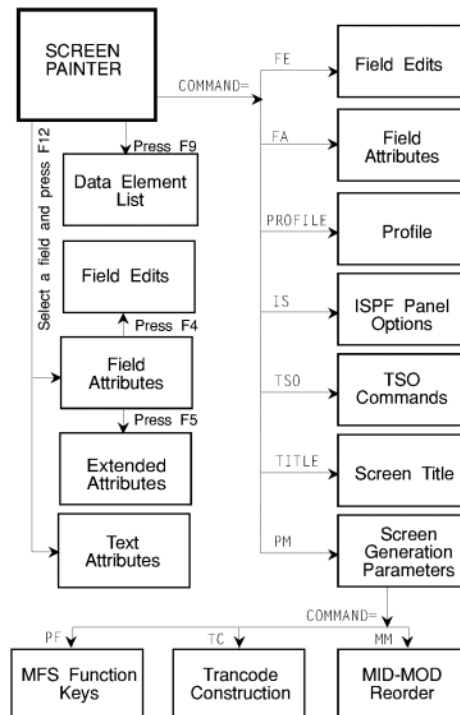 SCREEN
PAINTER
COMMAND=
FE
Field Edits
FA
Field
Attributes
PROFILE
Profile
IS
ISPF Panel
Options
TSO
TSO
Commands
TITLE
Screen Title
PM
Screen
Generation
Parameters
Select a field and press F12
Press F9
Data Element
List
Field Edits
Press F4
Field
Attributes
Press F5
Extended
Attributes
Text
Attributes
COMMAND=
PF
MFS Function
Keys
TC
Trancode
Construction
MM
MID-MOD
Reorder